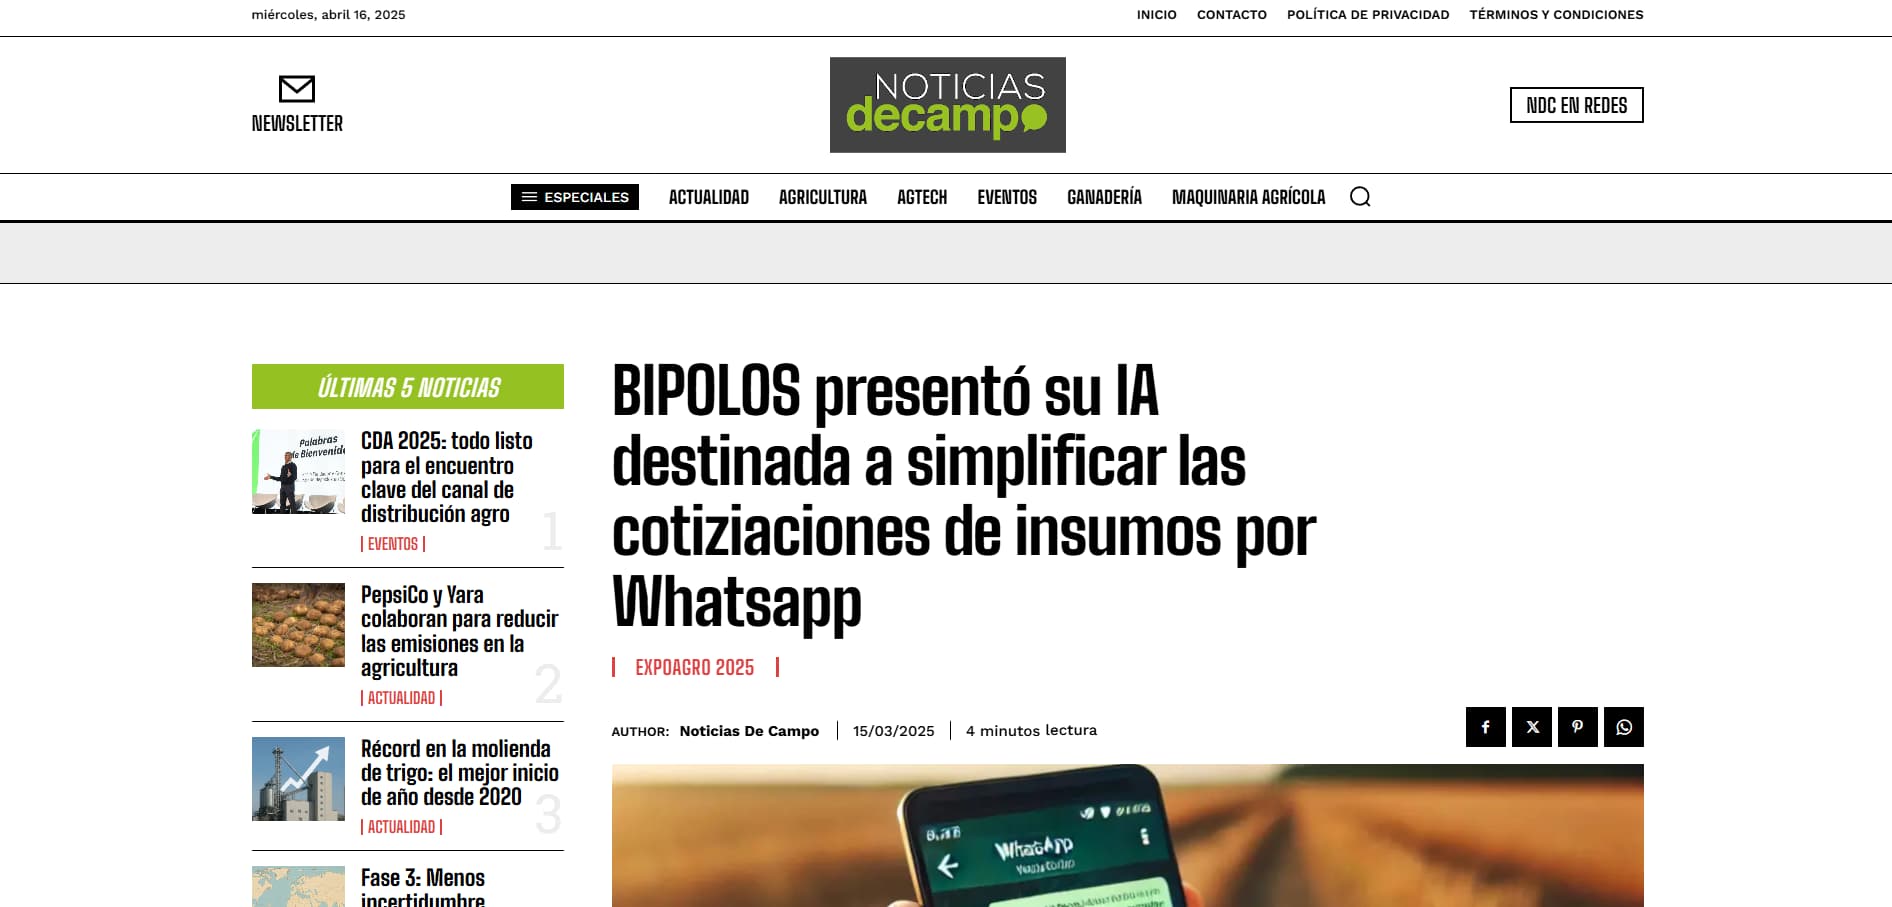 miércoles, abril 16, 2025
INICIO CONTACTO POLÍTICA DE PRIVACIDAD TÉRMINOS Y CONDICIONES
NEWSLETTER
NOTICIAS
decampo
NDC EN REDES
ESPECIALES ACTUALIDAD AGRICULTURA AGTECH EVENTOS GANADERÍA MAQUINARIA AGRÍCOLA
ÚLTIMAS 5 NOTICIAS
Palabras
de Bienvenid
CDA 2025: todo listo
para el encuentro
clave del canal de
distribución agro
1
EVENTOS
PepsiCo y Yara
colaboran para reducir
las emisiones en la
agricultura
2
ACTUALIDAD
Récord en la molienda
de trigo: el mejor inicio
de año desde 2020
3
ACTUALIDAD
Fase 3: Menos
incertidumbre
BIPOLOS presentó su IA
destinada a simplificar las
cotiziaciones de insumos por
Whatsapp
EXPOAGRO 2025
AUTHOR: Noticias De Campo 15/03/2025 4 minutos lectura
WhatsApp